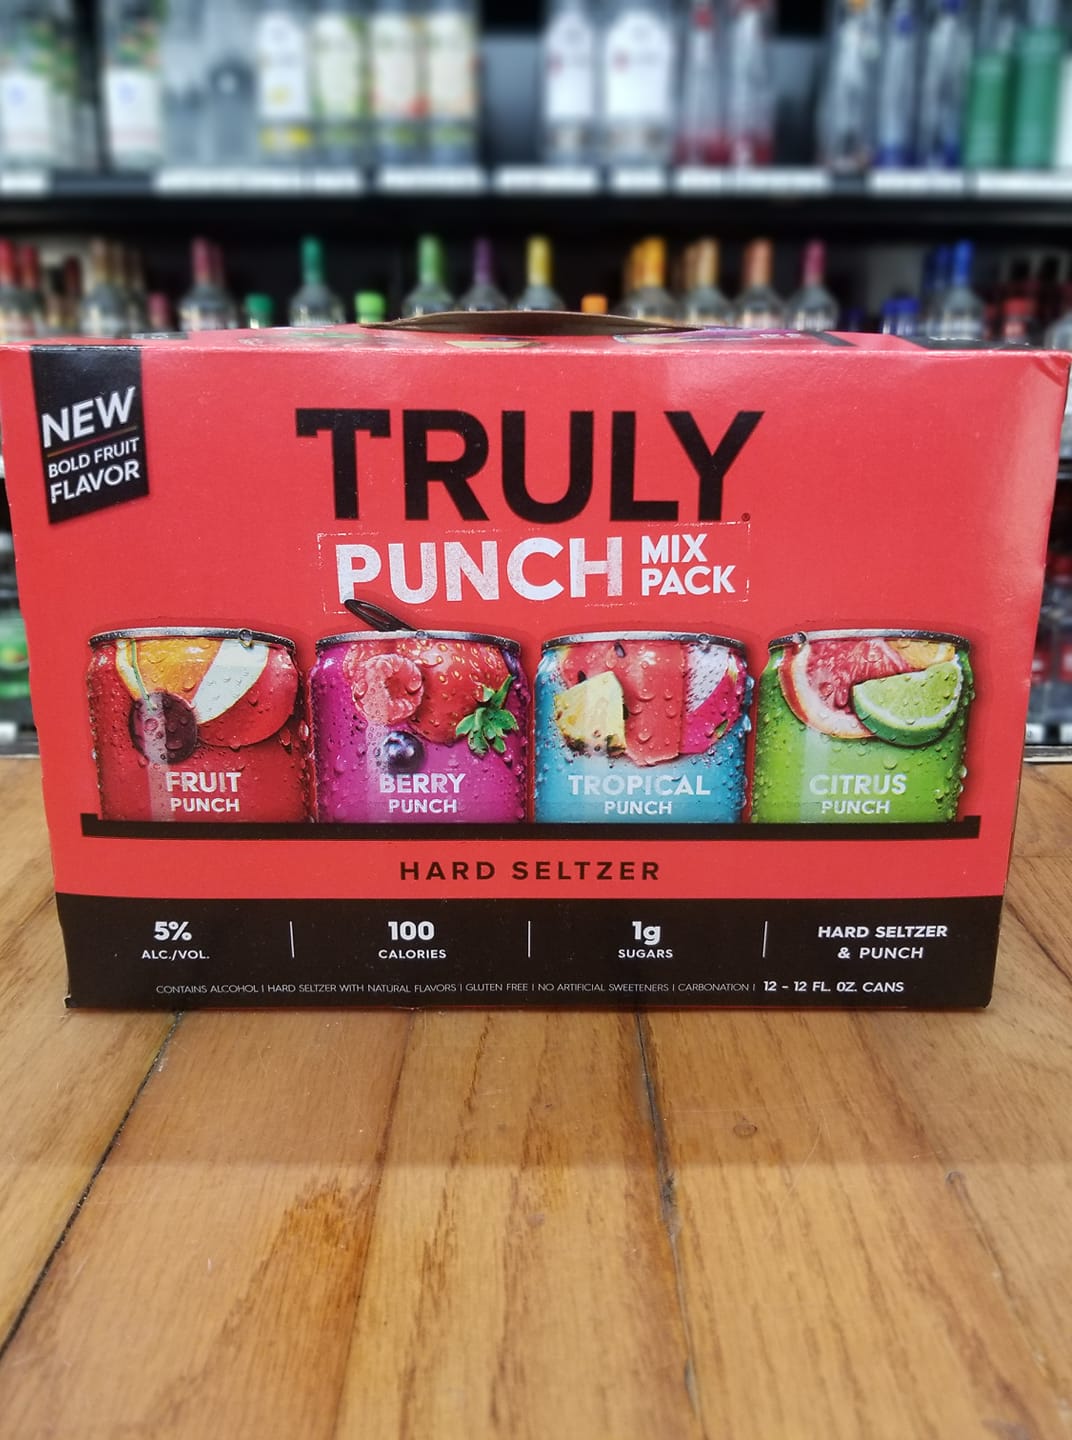 NEW
BOLD FRUIT
FLAVOR
TRULY
PUNCH MIX PACK
FRUIT
PUNCH
BERRY
PUNCH
TROPICAL
PUNCH
CITRUS
PUNCH
HARD SELTZER
5%
ALC./VOL.
100
CALORIES
1g
SUGARS
HARD SELTZER
& PUNCH
CONTAINS ALCOHOL | HARD SELTZER WITH NATURAL FLAVORS | GLUTEN FREE | NO ARTIFICIAL SWEETENERS | CARBONATION | 12 - 12 FL. OZ. CANS